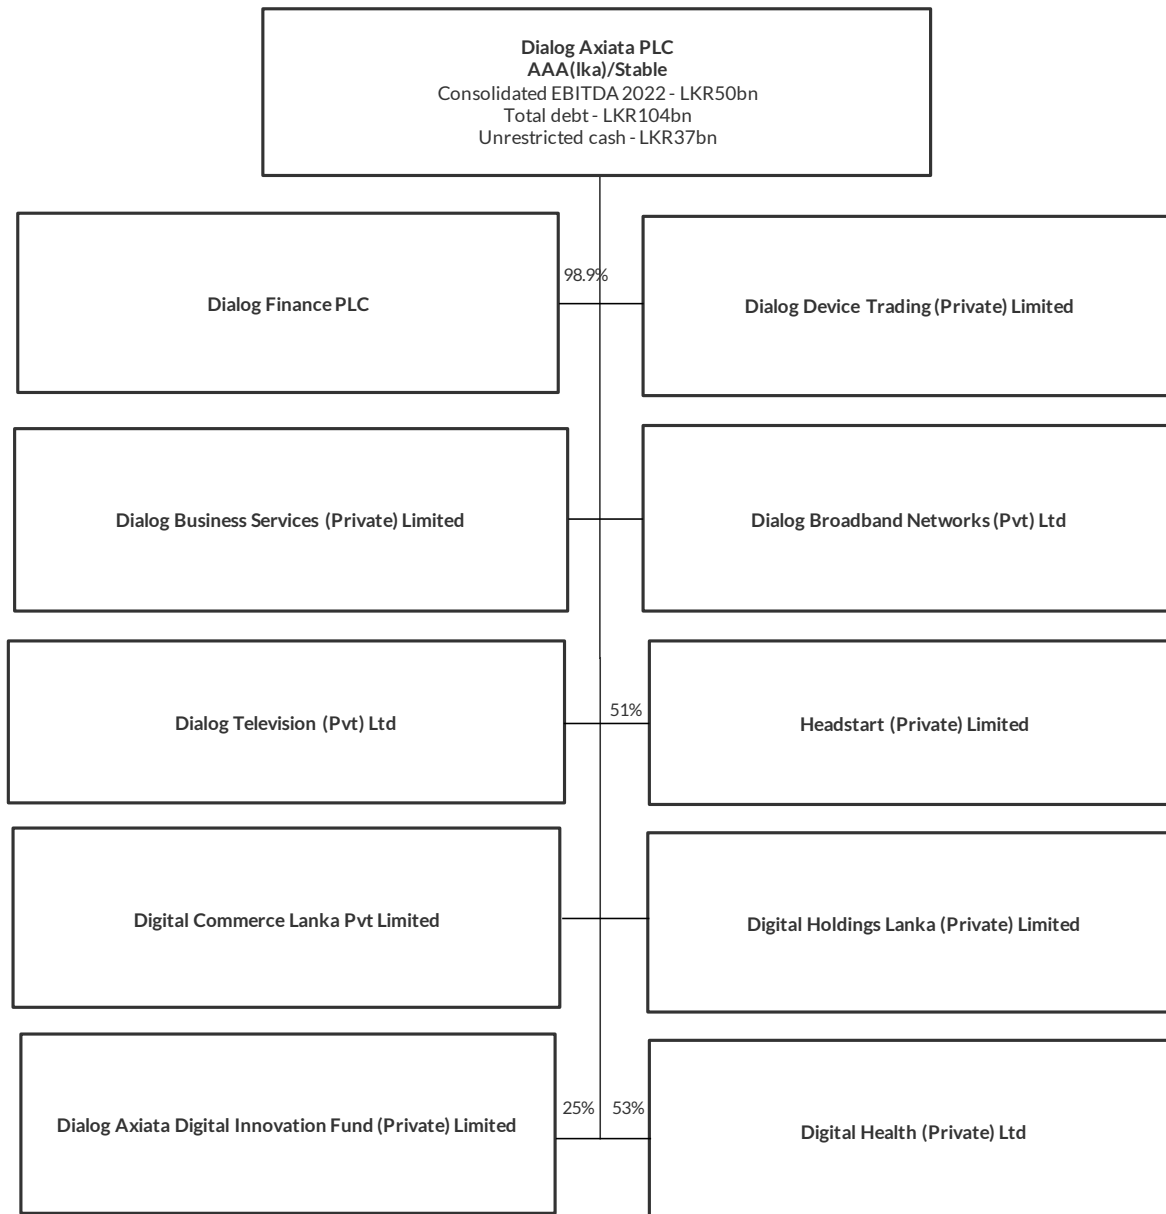 Dialog Axiata PLC
AAA(lka)/Stable
Consolidated EBITDA 2022 - LKR50bn
Total debt - LKR104bn
Unrestricted cash - LKR37bn
98.9%
Dialog Finance PLC
Dialog Device Trading (Private) Limited
Dialog Business Services (Private) Limited
Dialog Broadband Networks (Pvt) Ltd
51%
Dialog Television (Pvt) Ltd
Headstart (Private) Limited
Digital Commerce Lanka Pvt Limited
Digital Holdings Lanka (Private) Limited
25%
53%
Dialog Axiata Digital Innovation Fund (Private) Limited
Digital Health (Private) Ltd